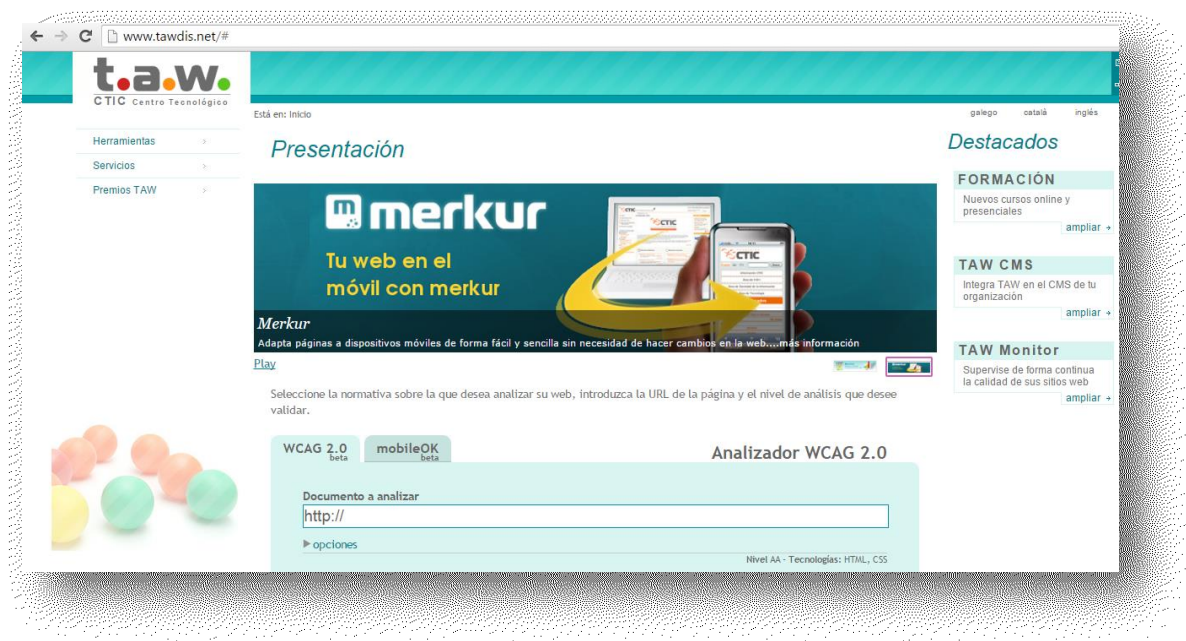 www.tawdis.net/#
t.a.w.
CTIC Centro Tecnológico
Está en: Inicio
galego català inglés
Herramientas
Servicios
Premios TAW
Presentación
merkur
Tu web en el
móvil con merkur
CTIC
CTIC
Merkur
Adapta páginas a dispositivos móviles de forma fácil y sencilla sin necesidad de hacer cambios en la web....más información
Play
Seleccione la normativa sobre la que desea analizar su web, introduzca la URL de la página y el nivel de análisis que desee
validar.
WCAG 2.0
beta
mobileOK
beta
Analizador WCAG 2.0
Documento a analizar
http://
opciones
Nivel AA - Tecnologías: HTML, CSS
Destacados
FORMACIÓN
Nuevos cursos online y
presenciales
ampliar
TAW CMS
Integra TAW en el CMS de tu
organización
ampliar
TAW Monitor
Supervise de forma continua
la calidad de sus sitios web
ampliar